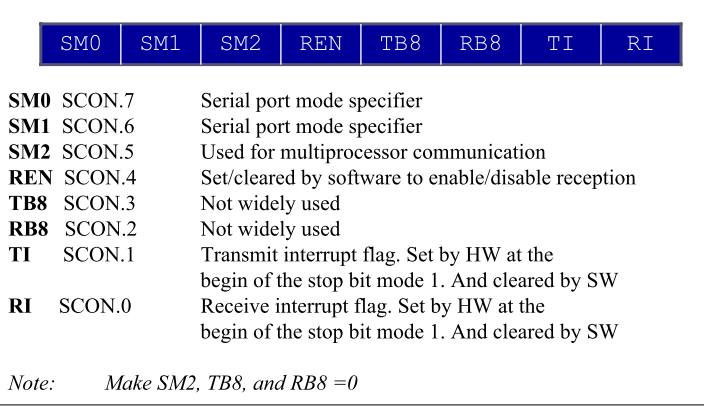 SM0 SM1 SM2 REN TB8 RB8 TI RI
SM0 SCON.7 Serial port mode specifier
SM1 SCON.6 Serial port mode specifier
SM2 SCON.5 Used for multiprocessor communication
REN SCON.4 Set/cleared by software to enable/disable reception
TB8 SCON.3 Not widely used
RB8 SCON.2 Not widely used
TI SCON.1 Transmit interrupt flag. Set by HW at the
begin of the stop bit mode 1. And cleared by SW
RI SCON.0 Receive interrupt flag. Set by HW at the
begin of the stop bit mode 1. And cleared by SW
Note: Make SM2, TB8, and RB8 =0